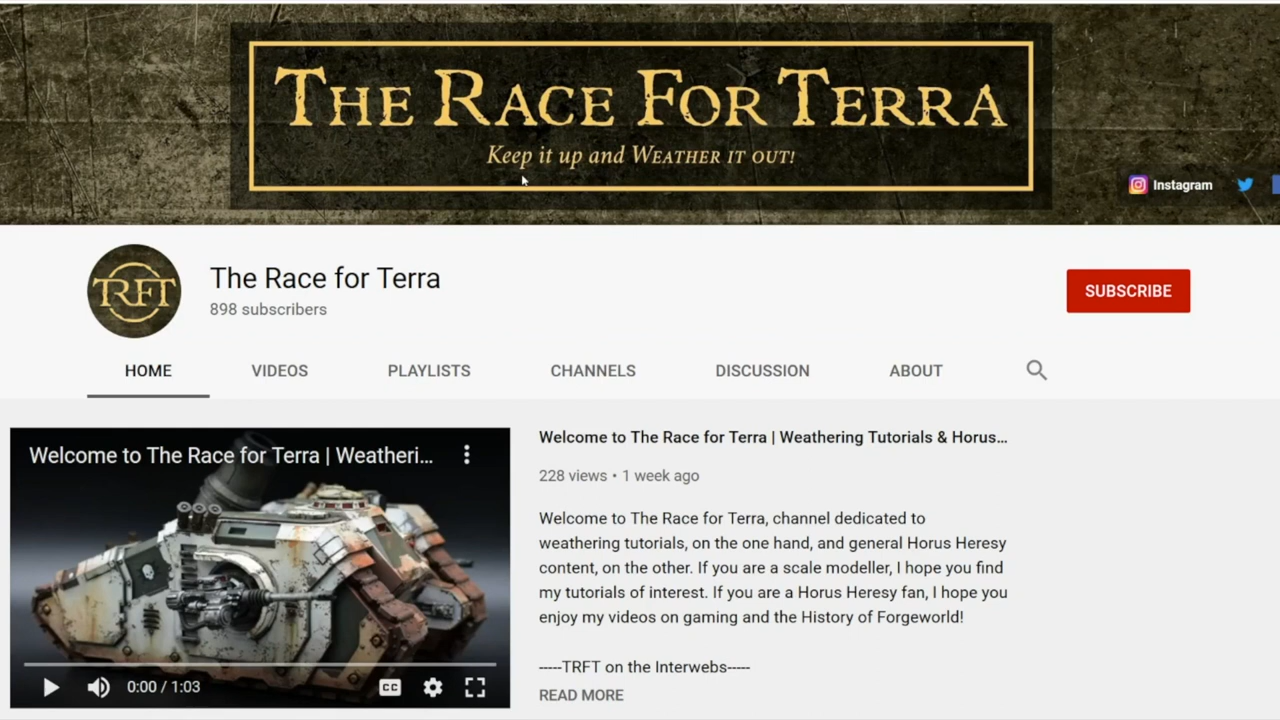 THE RACE FOR TERRA
Keep it up and WEATHER IT OUT!
Instagram
TRFT
The Race for Terra
898 subscribers
SUBSCRIBE
HOME VIDEOS PLAYLISTS CHANNELS DISCUSSION ABOUT
Welcome to The Race for Terra | Weatheri...
0:00 / 1:03
CC
Welcome to The Race for Terra | Weathering Tutorials & Horus...
228 views • 1 week ago
Welcome to The Race for Terra, channel dedicated to
weathering tutorials, on the one hand, and general Horus Heresy
content, on the other. If you are a scale modeller, I hope you find
my tutorials of interest. If you are a Horus Heresy fan, I hope you
enjoy my videos on gaming and the History of Forgeworld!
-----TRFT on the Interwebs-----
READ MORE